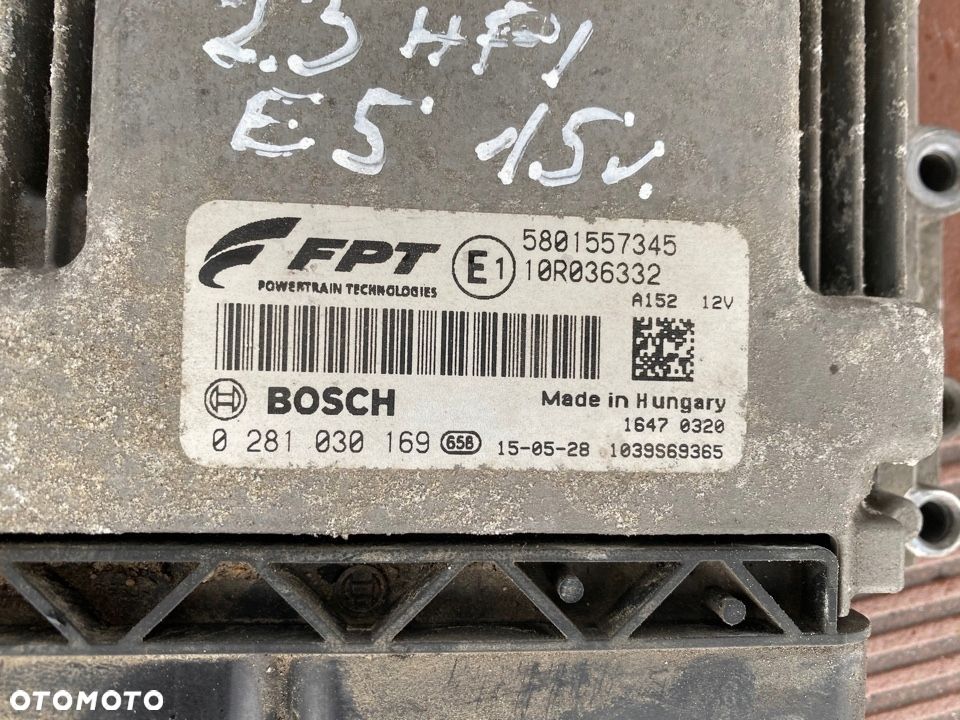 2.3 HPI
E5 15r.
FPT
POWERTRAIN TECHNOLOGIES
E1
5801557345
10R036332
A152 12V
BOSCH
Made in Hungary
1647 0320
0 281 030 169 65B 15-05-28 1039S69365
OTOMOTO